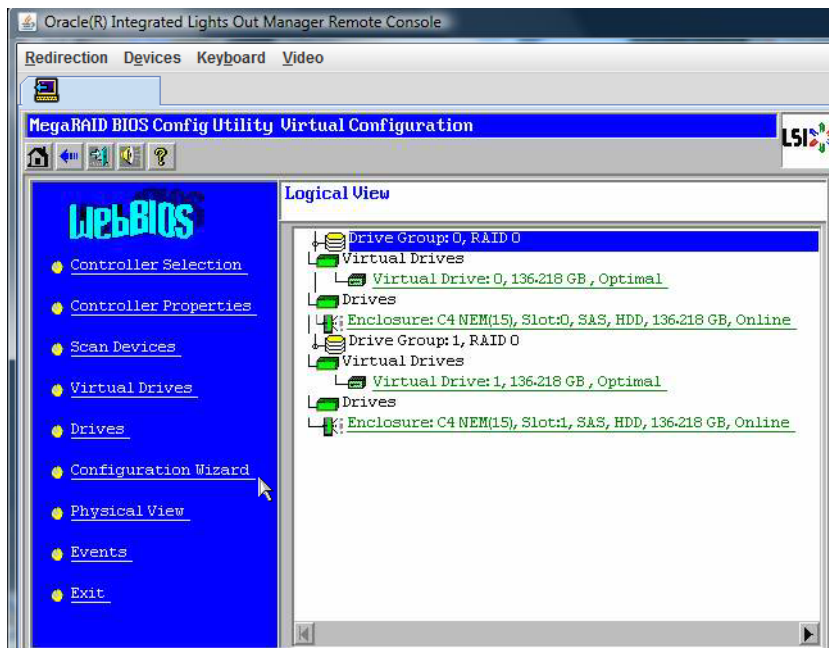 Oracle(R) Integrated Lights Out Manager Remote Console
Redirection Devices Keyboard Video
MegaRAID BIOS Config Utility Virtual Configuration
LSI
?
WebBIOS
Controller Selection
Controller Properties
Scan Devices
Virtual Drives
Drives
Configuration Wizard
Physical View
Events
Exit
Logical View
Drive Group: 0, RAID 0
Virtual Drives
Virtual Drive: 0, 136.218 GB , Optimal
Drives
Enclosure: C4 NEM(15), Slot:0, SAS, HDD, 136.218 GB, Online
Drive Group: 1, RAID 0
Virtual Drives
Virtual Drive: 1, 136.218 GB , Optimal
Drives
Enclosure: C4 NEM(15), Slot:1, SAS, HDD, 136.218 GB, Online